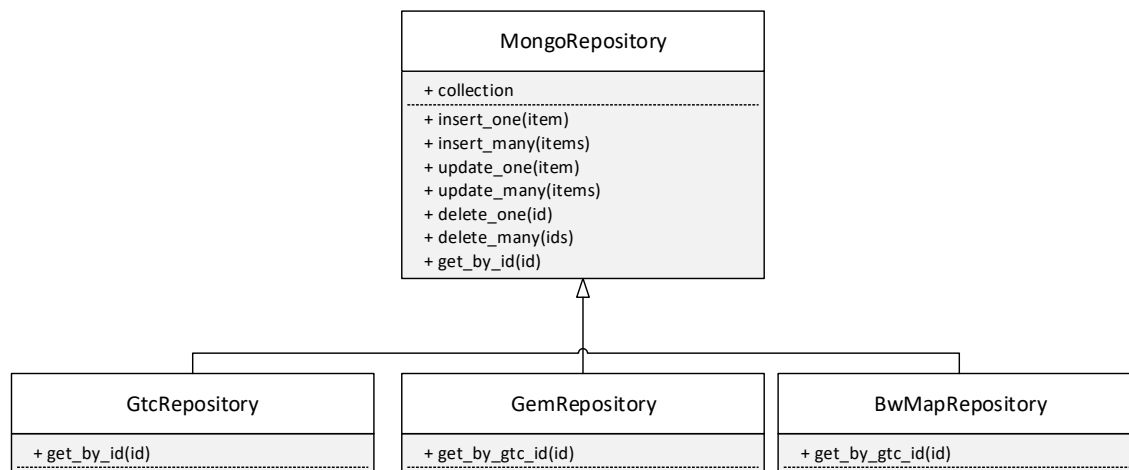 MongoRepository
+ collection
+ insert_one(item)
+ insert_many(items)
+ update_one(item)
+ update_many(items)
+ delete_one(id)
+ delete_many(ids)
+ get_by_id(id)
GtcRepository
+ get_by_id(id)
GemRepository
+ get_by_gtc_id(id)
BwMapRepository
+ get_by_gtc_id(id)